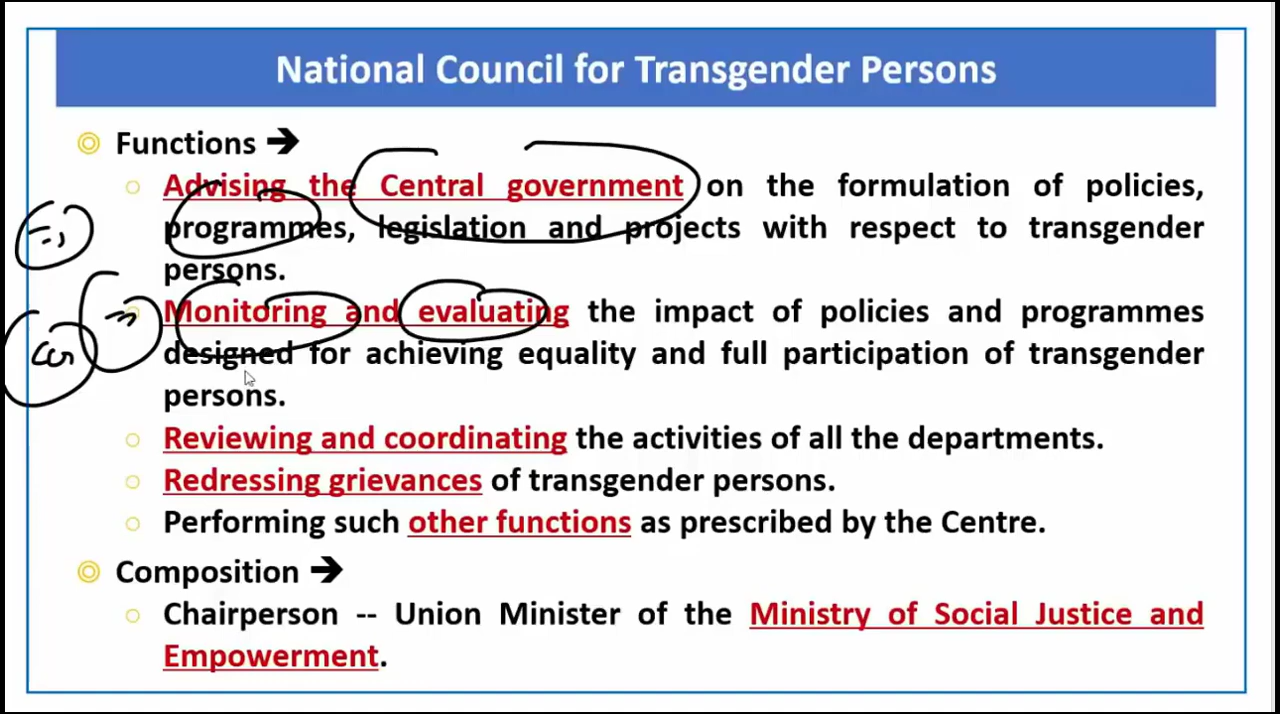 National Council for Transgender Persons
Functions ➔
Advising the Central government on the formulation of policies,
programmes, legislation and projects with respect to transgender
persons.
Monitoring and evaluating the impact of policies and programmes
designed for achieving equality and full participation of transgender
persons.
Reviewing and coordinating the activities of all the departments.
Redressing grievances of transgender persons.
Performing such other functions as prescribed by the Centre.
Composition ➔
Chairperson -- Union Minister of the Ministry of Social Justice and
Empowerment.